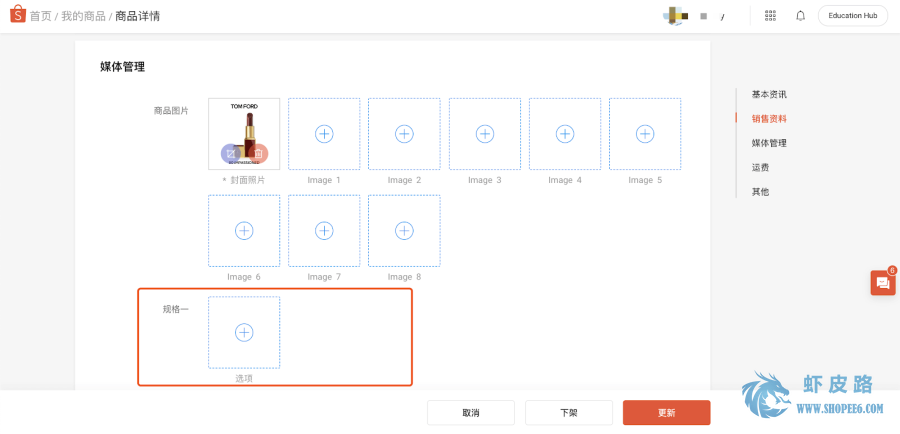 首页 / 我的商品 / 商品详情
Education Hub
媒体管理
商品图片
TOM FORD
* 封面照片
Image 1
Image 2
Image 3
Image 4
Image 5
Image 6
Image 7
Image 8
规格一
选项
基本资讯
销售资料
媒体管理
运费
其他
6
取消
下架
更新
虾皮路
WWW.SHOPEE6.COM